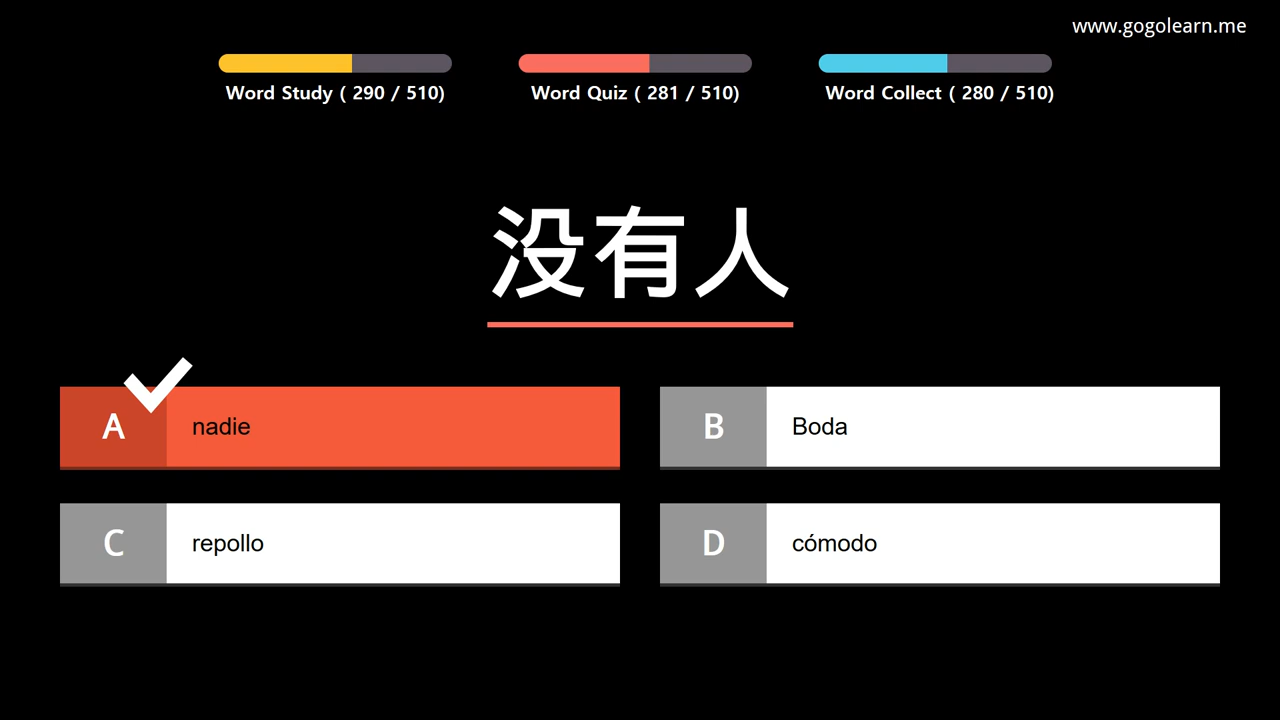 www.gogolearn.me
Word Study ( 290 / 510)
Word Quiz ( 281 / 510)
Word Collect ( 280 / 510)
没有人
A nadie
B Boda
C repollo
D cómodo